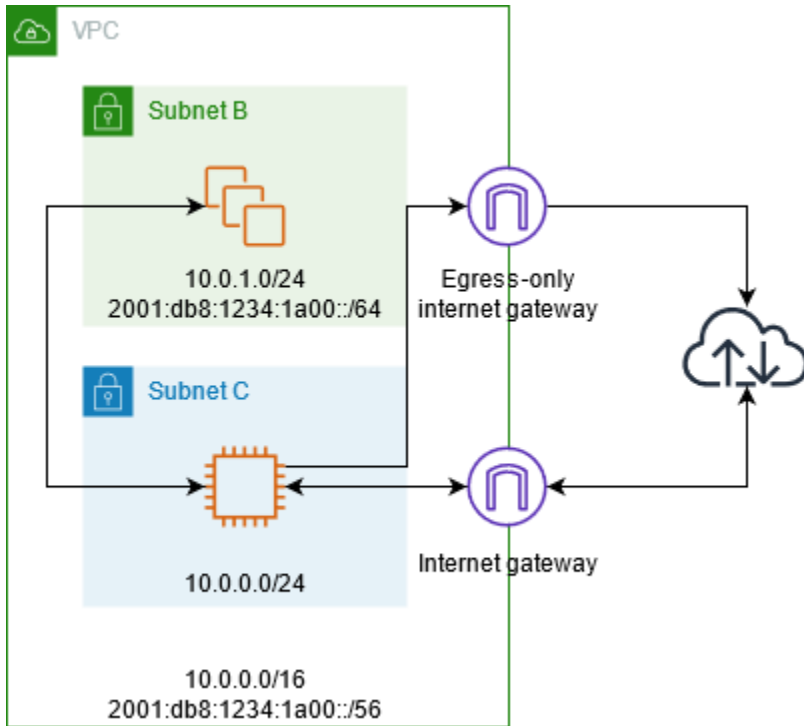 VPC
Subnet B
10.0.1.0/24
2001:db8:1234:1a00::/64
Egress-only
internet gateway
Subnet C
10.0.0.0/24
Internet gateway
10.0.0.0/16
2001:db8:1234:1a00::/56